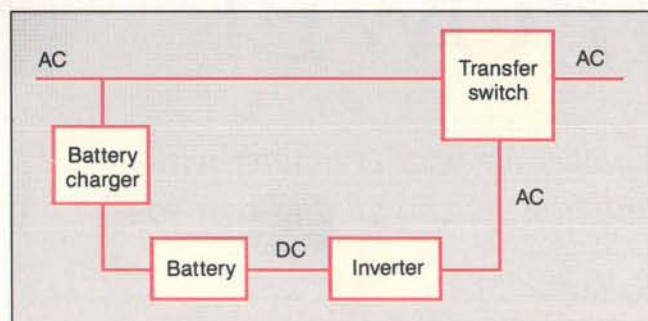 AC
Transfer
switch
AC
Battery
charger
AC
Battery
DC
Inverter